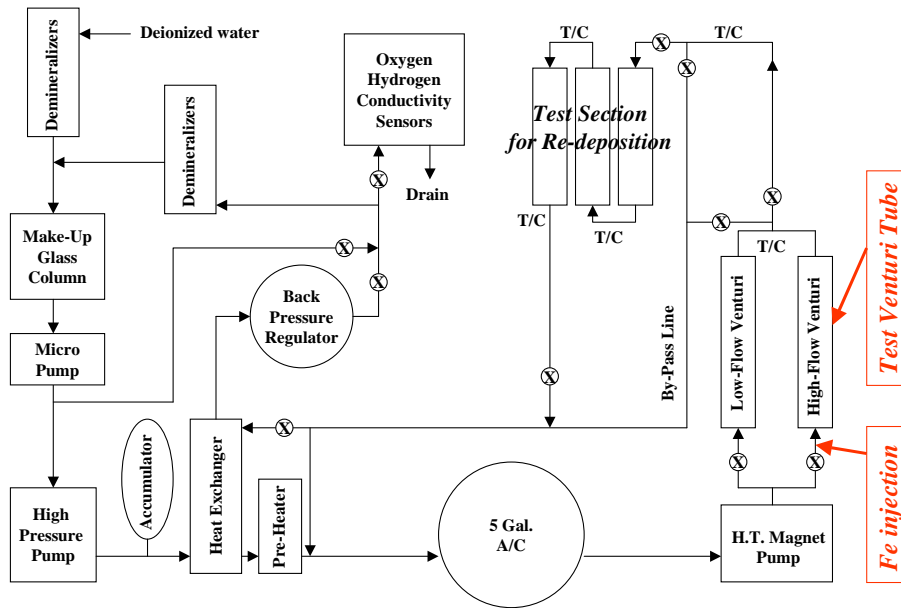 Demineralizers
Deionized water
Demineralizers
Oxygen
Hydrogen
Conductivity
Sensors
X
Drain
Make-Up
Glass
Column
X
X
Back
Pressure
Regulator
Micro
Pump
High
Pressure
Pump
Accumulator
Heat Exchanger
X
Pre-Heater
5 Gal.
A/C
T/C
T/C
X
X
T/C
Test Section
for Re-deposition
T/C
T/C
X
X
X
T/C
By-Pass Line
Low-Flow Venturi
High-Flow Venturi
X
X
H.T. Magnet
Pump
Test Venturi Tube
Fe injection